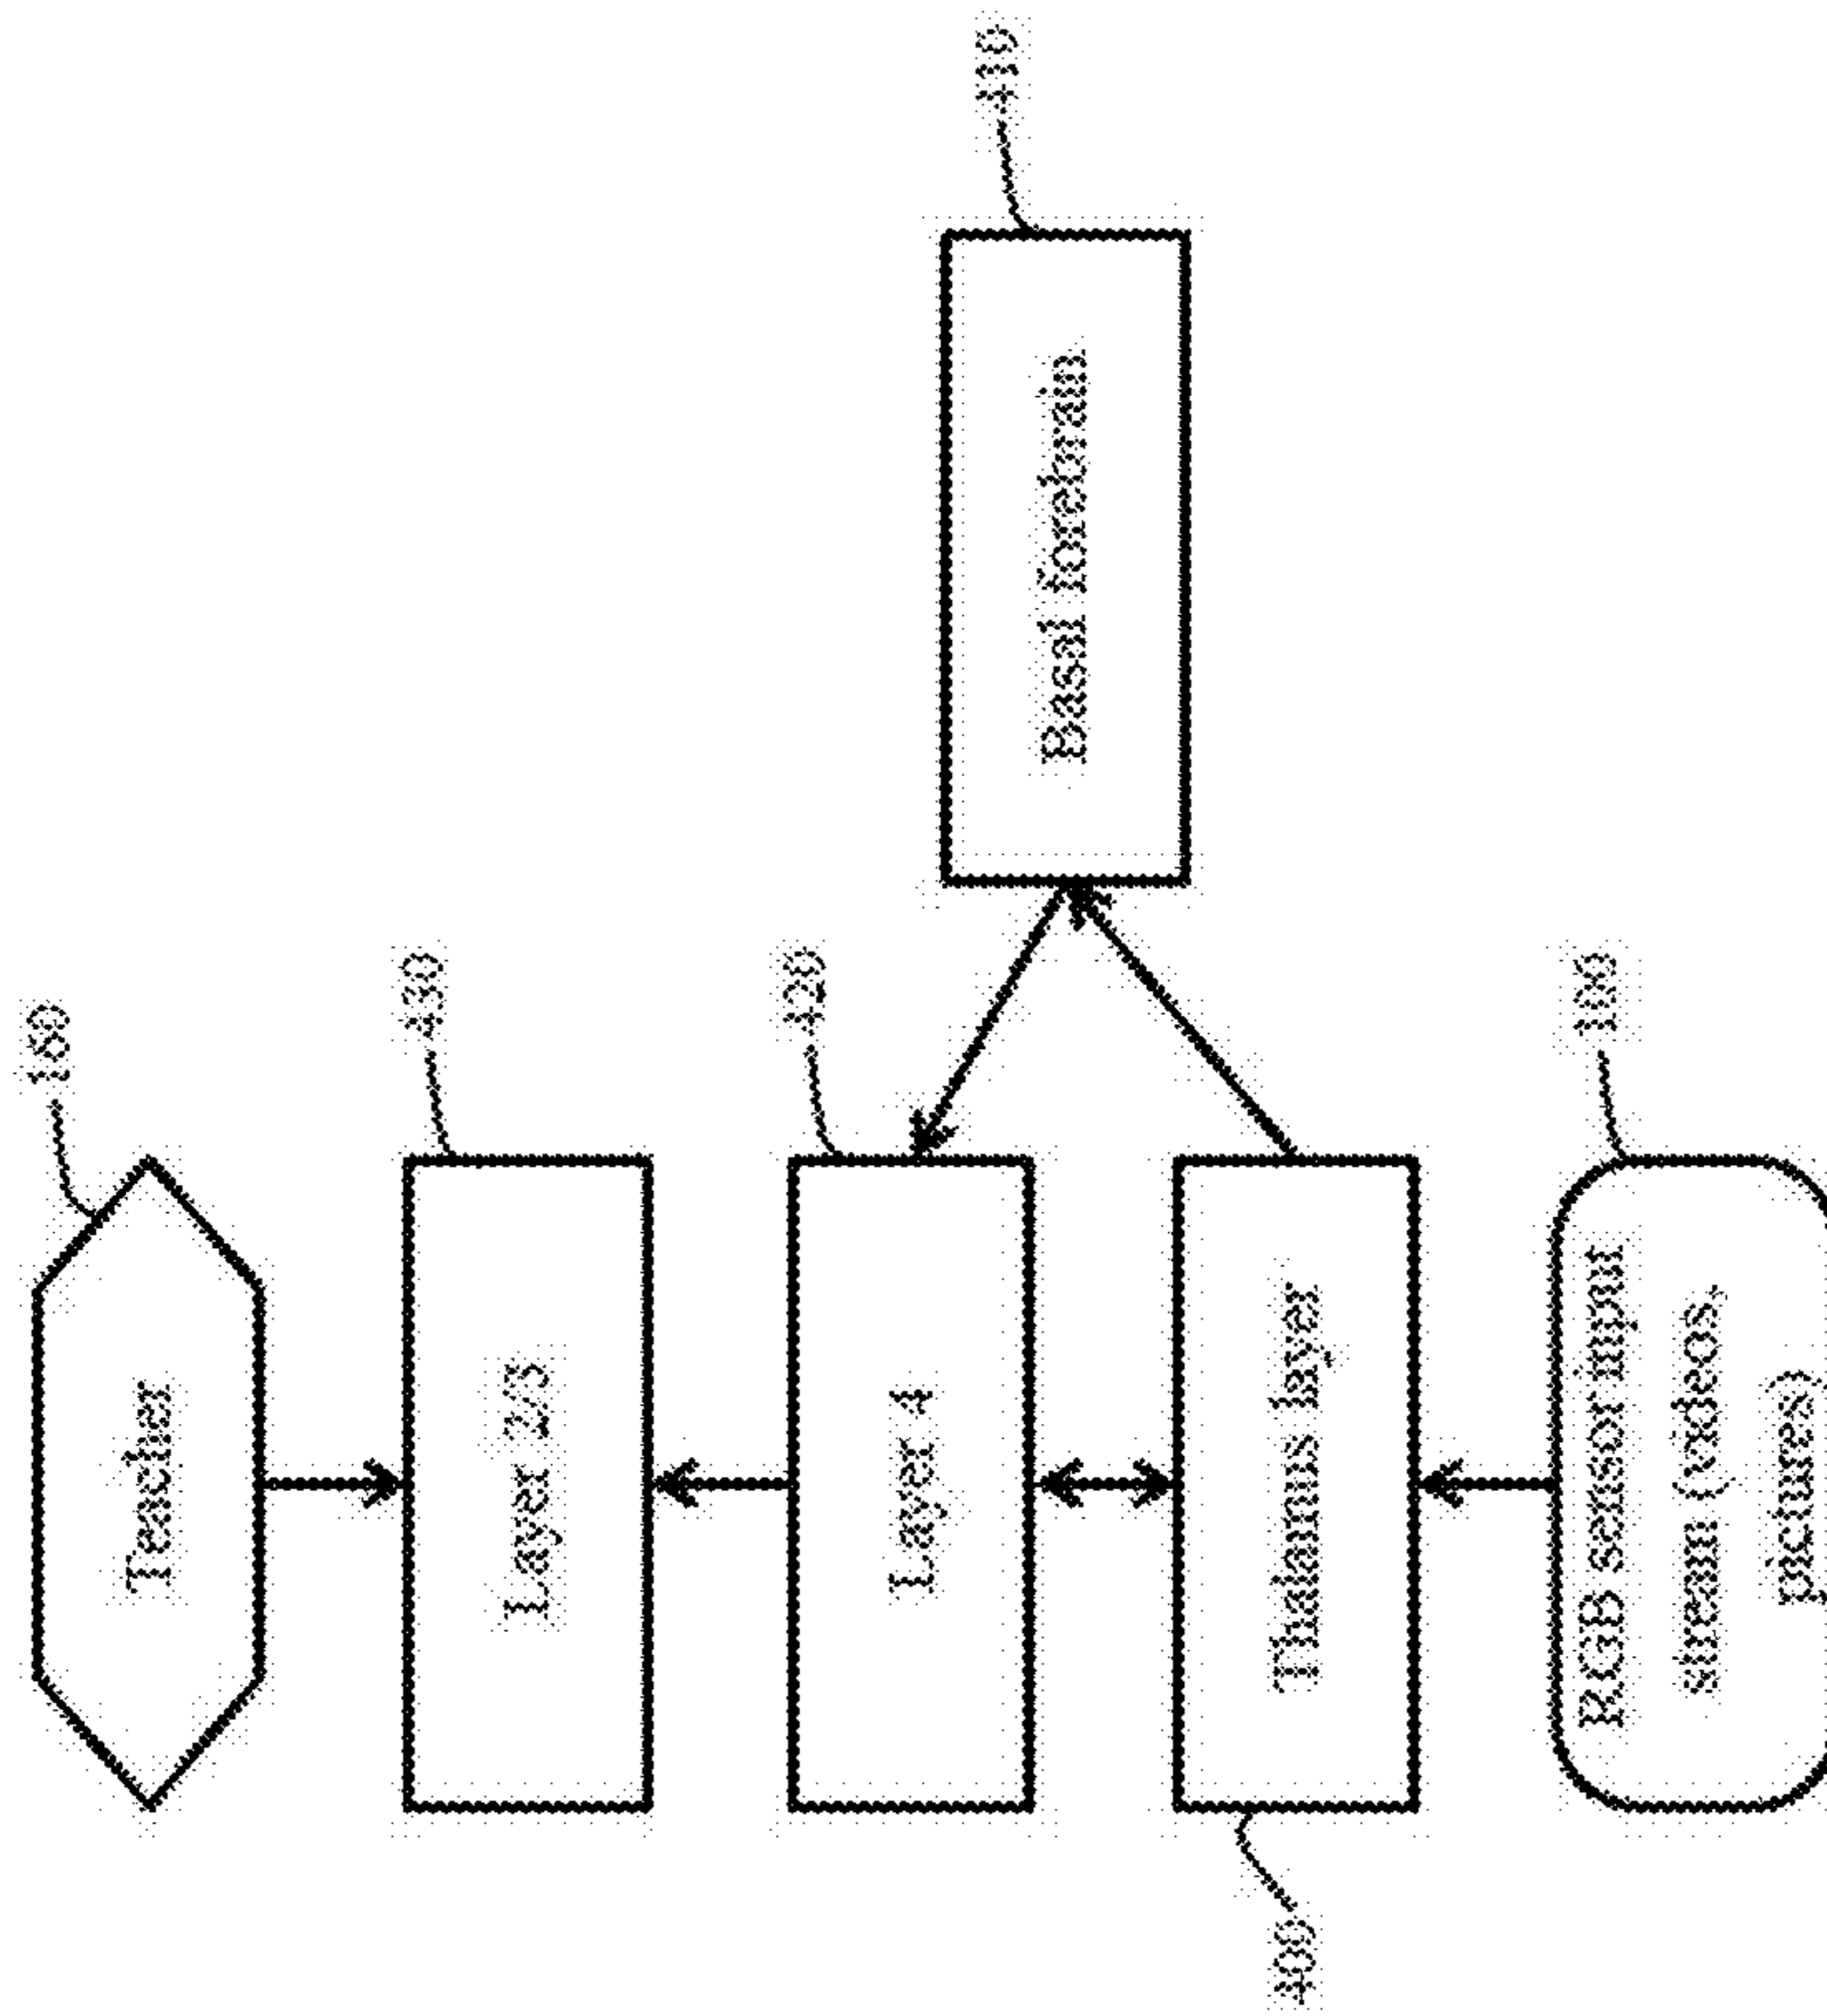 160
Teacher
430
Layer 2/3
420
Layer 4
410
Basal forebrain
400
Thalamus layer
100
RGB sensor input
stream (videos,
pictures)